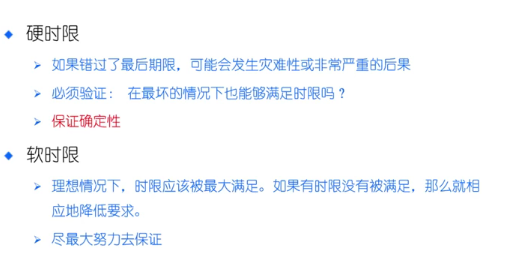 硬时限
如果错过了最后期限，可能会发生灾难性或非常严重的后果
必须验证： 在最坏的情况下也能够满足时限吗？
保证确定性
软时限
理想情况下，时限应该被最大满足。如果有时限没有被满足，那么就相
应地降低要求。
尽最大努力去保证